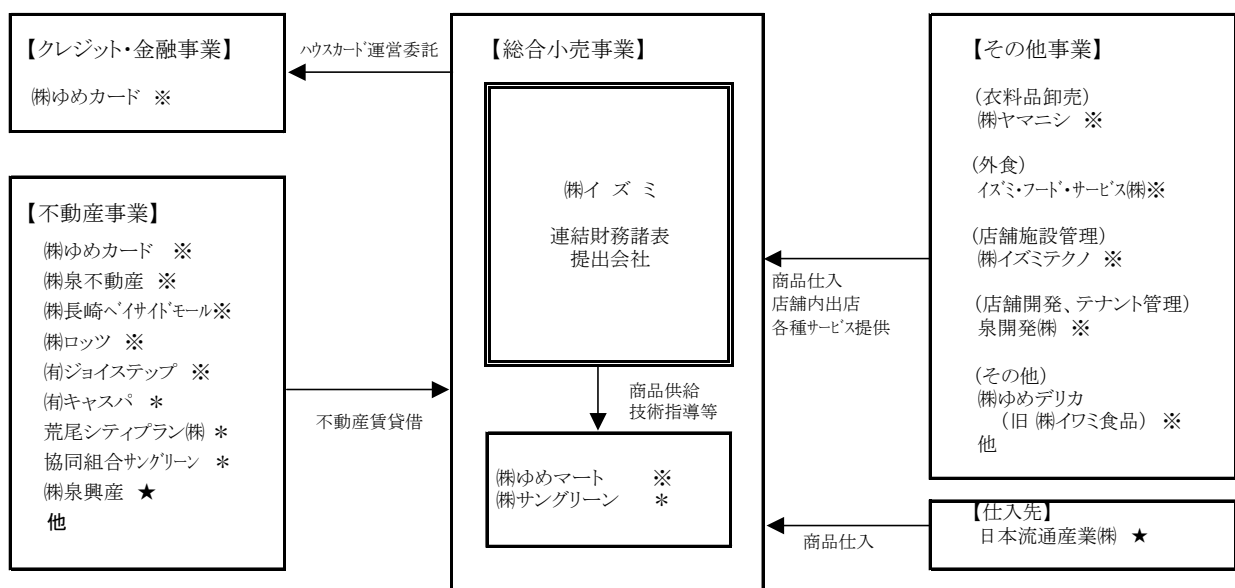 【クレジット・金融事業】
㈱ゆめカード ※
ﾊｳｽｶｰﾄﾞ運営委託
【不動産事業】
㈱ゆめカード ※
㈱泉不動産 ※
㈱長崎ﾍﾞｲｻｲﾄﾞﾓｰﾙ※
㈱ロッツ ※
㈲ジョイステップ ※
㈲キャスパ ＊
荒尾シティプラン㈱ ＊
協同組合ｻﾝｸﾞﾘｰﾝ ＊
㈱泉興産 ★
他
不動産賃貸借
【総合小売事業】
㈱イ ズ ミ
連結財務諸表
提出会社
商品供給
技術指導等
㈱ゆめマート ※
㈱サングリーン ＊
商品仕入
店舗内出店
各種サービス提供
商品仕入
【その他事業】
(衣料品卸売)
㈱ヤマニシ ※
(外食)
イズミ・フード・サービス㈱※
(店舗施設管理)
㈱イズミテクノ ※
(店舗開発、テナント管理)
泉開発㈱ ※
(その他)
㈱ゆめデリカ
（旧 ㈱イワミ食品） ※
他
【仕入先】
日本流通産業㈱ ★